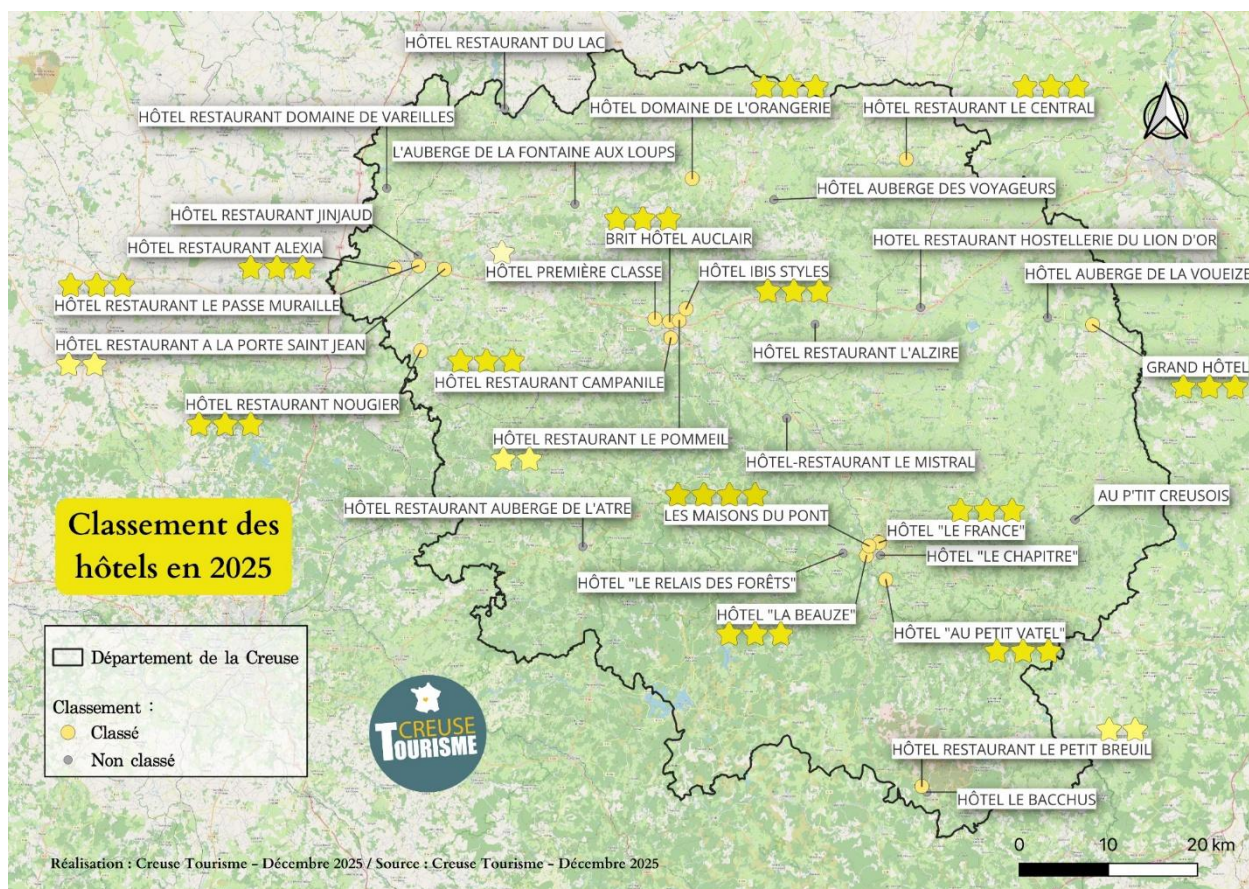 HÔTEL RESTAURANT DU LAC
HÔTEL DOMAINE DE L'ORANGERIE
HÔTEL RESTAURANT LE CENTRAL
HÔTEL RESTAURANT DOMAINE DE VAREILLES
L'AUBERGE DE LA FONTAINE AUX LOUPS
HÔTEL AUBERGE DES VOYAGEURS
HÔTEL RESTAURANT JINJAUD
BRIT HÔTEL AUCLAIR
HOTEL RESTAURANT HOSTELLERIE DU LION D'OR
HÔTEL RESTAURANT ALEXIA
HÔTEL PREMIÈRE CLASSE
HÔTEL IBIS STYLES
HÔTEL AUBERGE DE LA VOUEIZE
HÔTEL RESTAURANT LE PASSE MURAILLE
HÔTEL RESTAURANT A LA PORTE SAINT JEAN
HÔTEL RESTAURANT L'ALZIRE
GRAND HÔTEL
HÔTEL RESTAURANT CAMPANILE
HÔTEL RESTAURANT NOUGIER
HÔTEL RESTAURANT LE POMMEIL
HÔTEL-RESTAURANT LE MISTRAL
AU P'TIT CREUSOIS
HÔTEL RESTAURANT AUBERGE DE L'ATRE
LES MAISONS DU PONT
HÔTEL "LE FRANCE"
HÔTEL "LE CHAPITRE"
HÔTEL "LE RELAIS DES FORÊTS"
HÔTEL "LA BEAUZE"
HÔTEL "AU PETIT VATEL"
HÔTEL RESTAURANT LE PETIT BREUIL
HÔTEL LE BACCHUS
Classement des
hôtels en 2025
Département de la Creuse
Classement :
Classé
Non classé
CREUSE
TOURISME
N
0 10 20 km
Réalisation : Creuse Tourisme - Décembre 2025 / Source : Creuse Tourisme - Décembre 2025